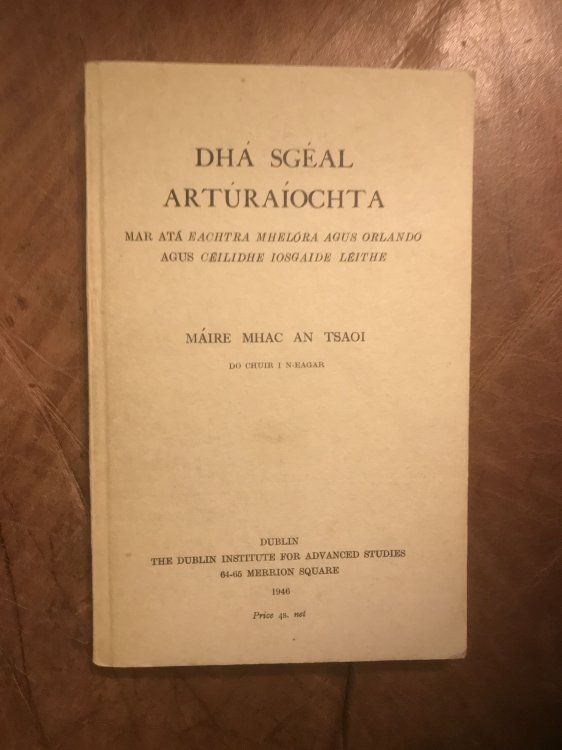 DHÁ SGÉAL
ARTÚRAÍOCHTA
MAR ATÁ EACHTRA MHELÓRA AGUS ORLANDO
AGUS CÉILIDHE IOSGAIDE LÉITHE
MÁIRE MHAC AN TSAOI
DO CHUIR I N-EAGAR
DUBLIN
THE DUBLIN INSTITUTE FOR ADVANCED STUDIES
64-65 MERRION SQUARE
1946
Price 4s. net